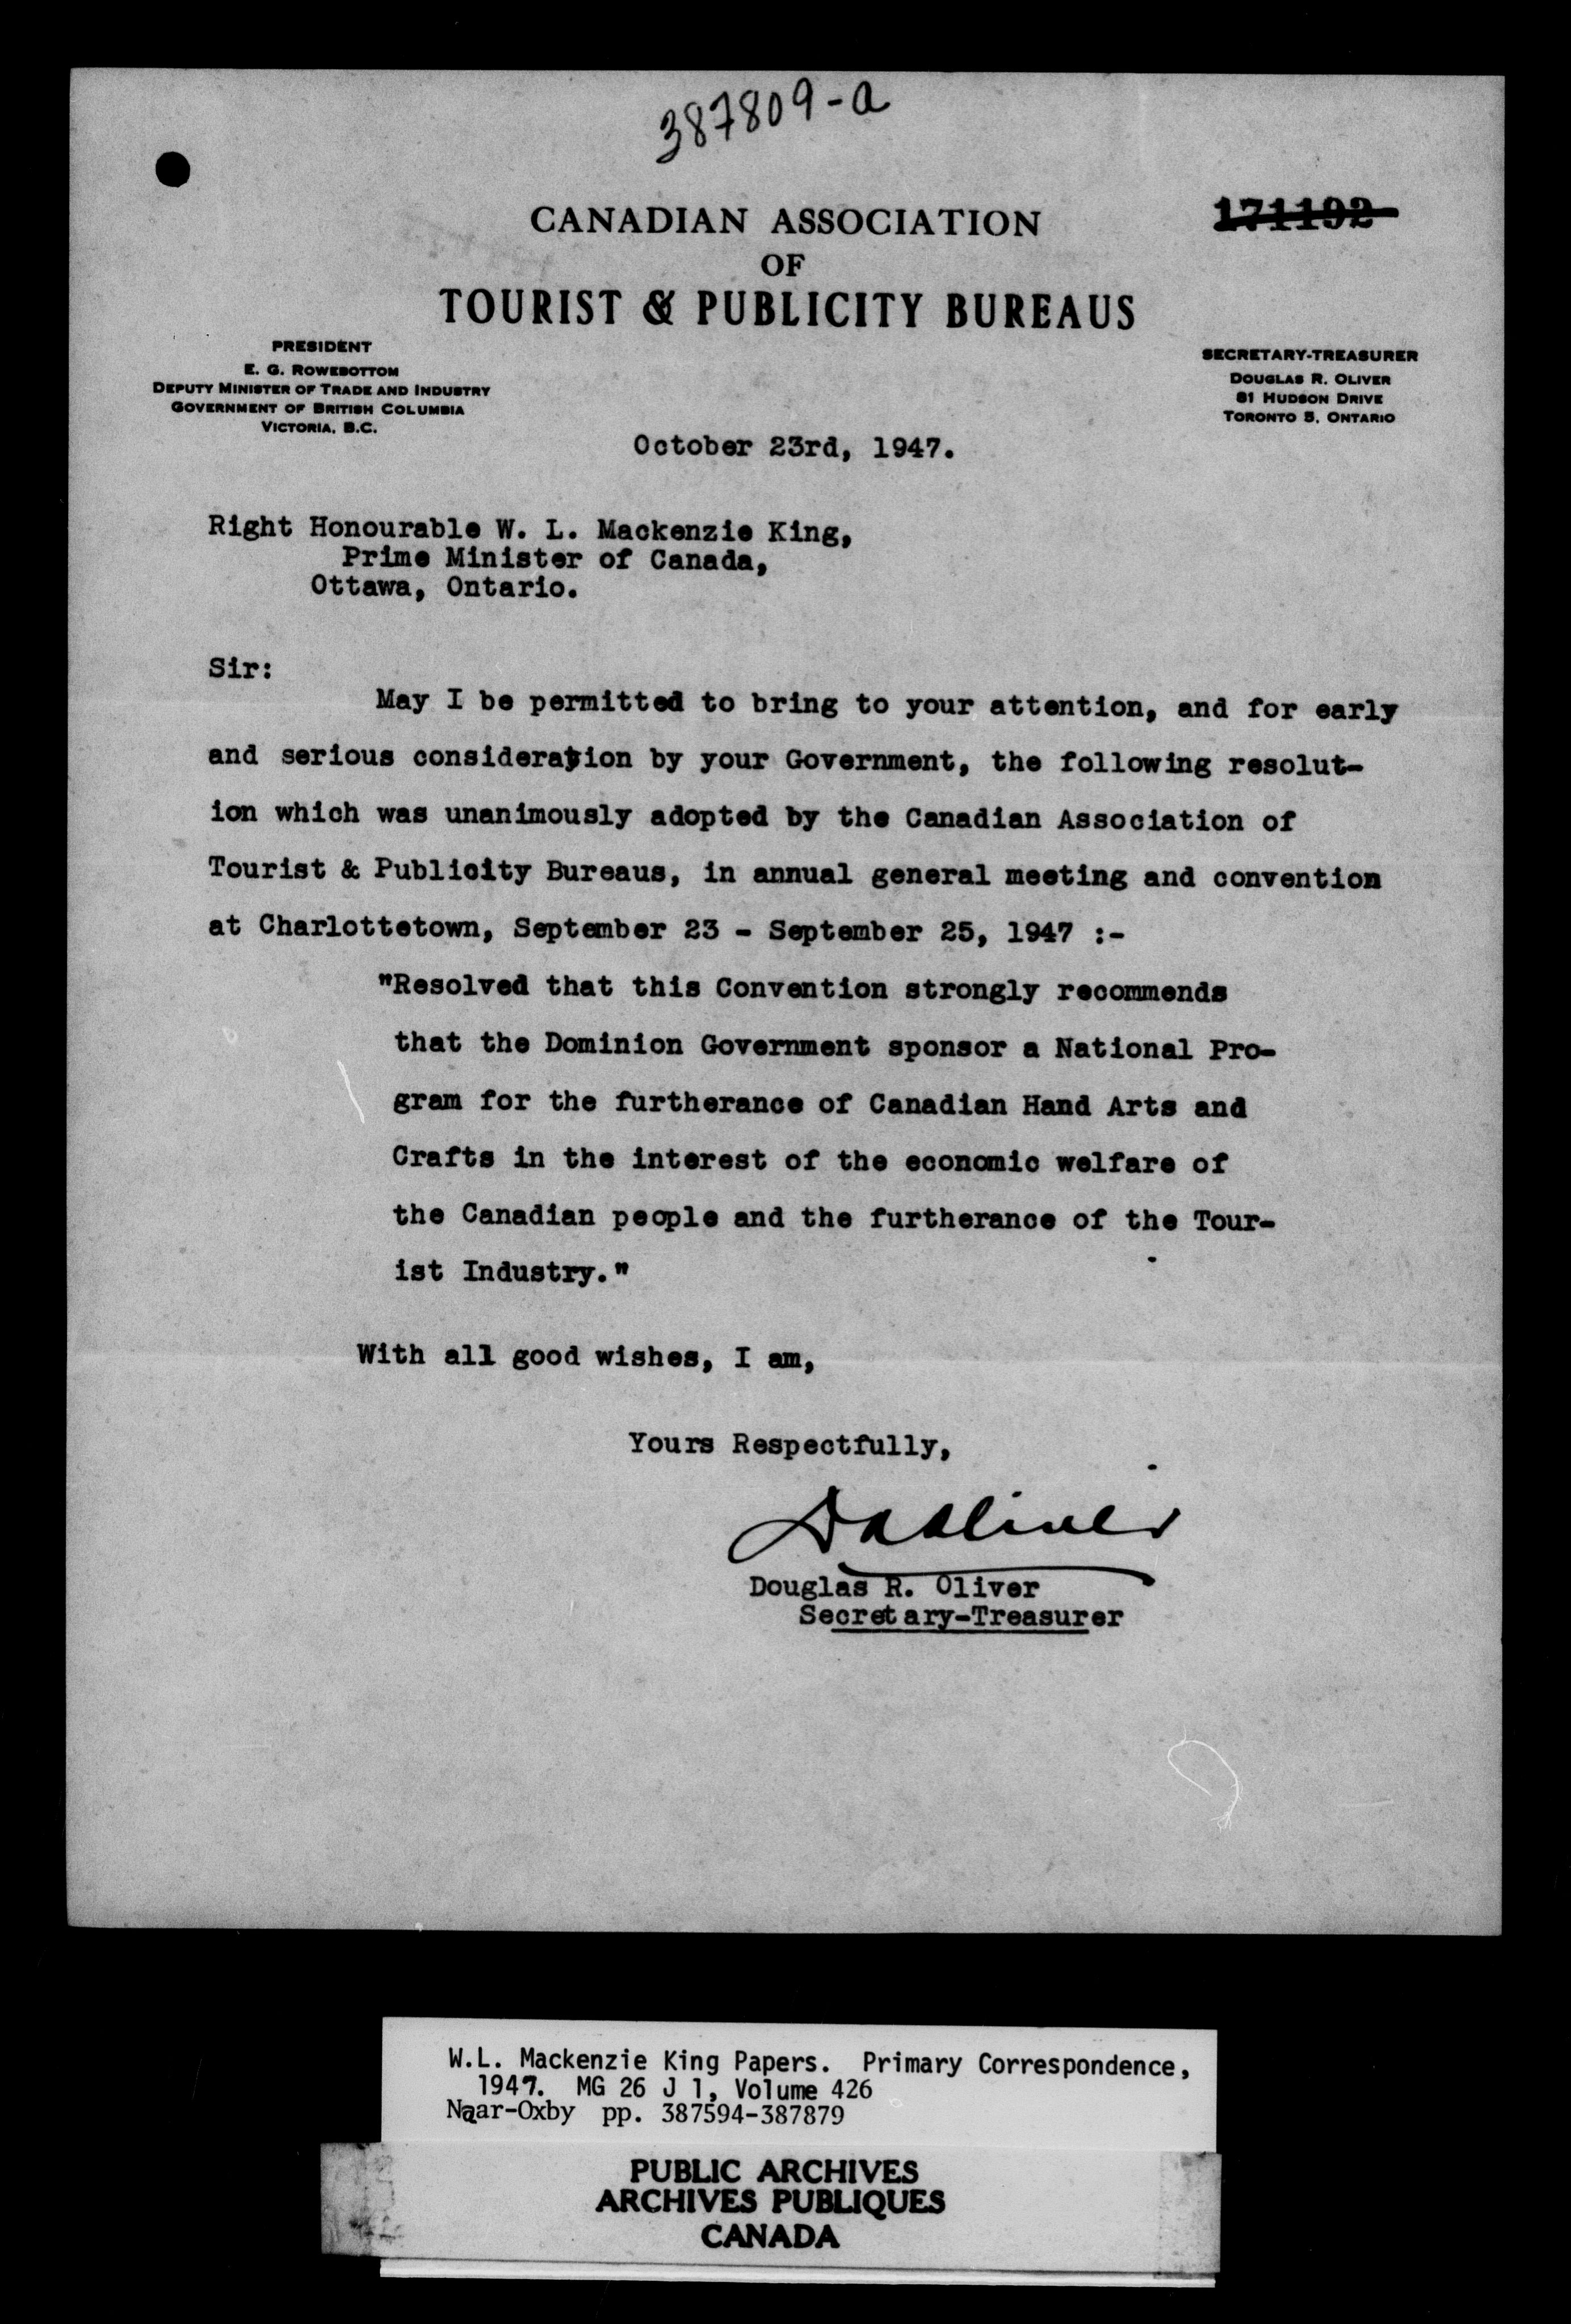 387809-a
171192
CANADIAN ASSOCIATION
OF
TOURIST & PUBLICITY BUREAUS
PRESIDENT
E. G. ROWEBOTTOM
DEPUTY MINISTER OF TRADE AND INDUSTRY
GOVERNMENT OF BRITISH COLUMBIA
VICTORIA, B.C.
SECRETARY-TREASURER
DOUGLAS R. OLIVER
81 HUDSON DRIVE
TORONTO 5, ONTARIO
October 23rd, 1947.
Right Honourable W. L. Mackenzie King,
Prime Minister of Canada,
Ottawa, Ontario.
Sir:
May I be permitted to bring to your attention, and for early
and serious consideration by your Government, the following resolut-
ion which was unanimously adopted by the Canadian Association of
Tourist & Publicity Bureaus, in annual general meeting and convention
at Charlottetown, September 23 - September 25, 1947 :-
"Resolved that this Convention strongly recommends
that the Dominion Government sponsor a National Pro-
gram for the furtherance of Canadian Hand Arts and
Crafts in the interest of the economic welfare of
the Canadian people and the furtherance of the Tour-
ist Industry."
With all good wishes, I am,
Yours Respectfully,
DROliver
Douglas R. Oliver
Secretary-Treasurer
W.L. Mackenzie King Papers. Primary Correspondence,
1947. MG 26 J 1, Volume 426
Naar-Oxby pp. 387594-387879
PUBLIC ARCHIVES
ARCHIVES PUBLIQUES
CANADA